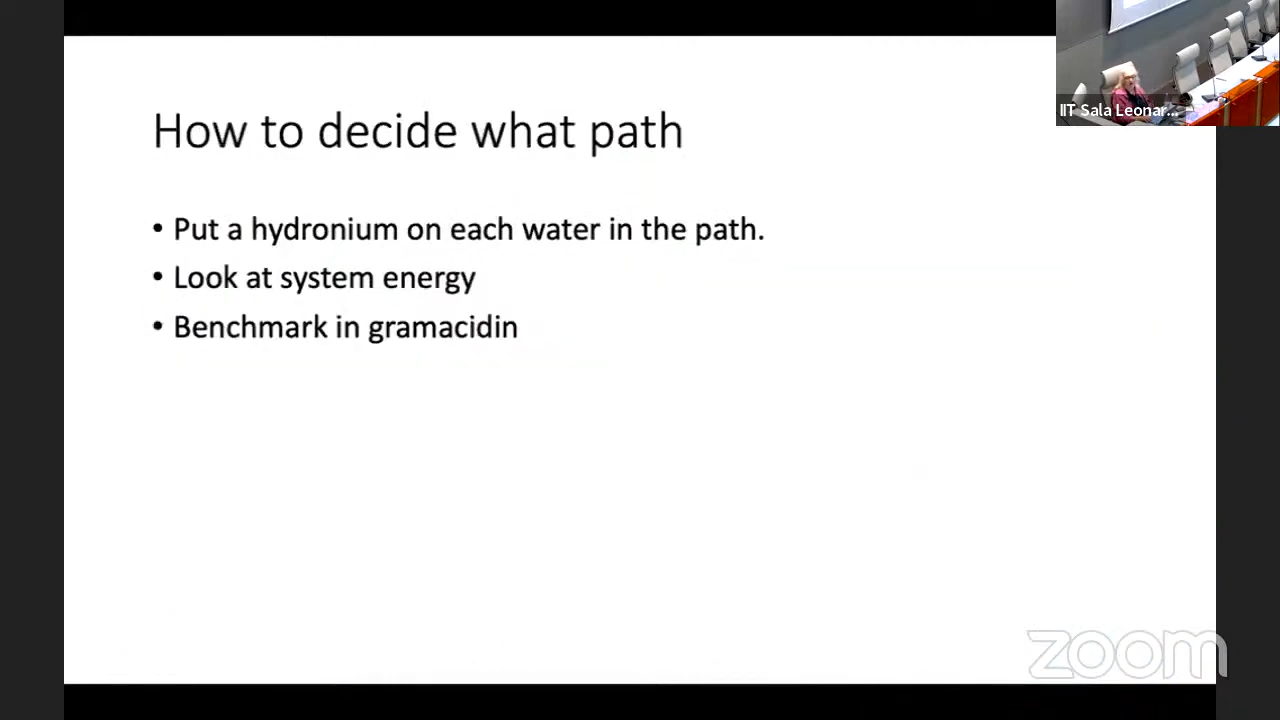 IIT Sala Leonar...
How to decide what path
• Put a hydronium on each water in the path.
• Look at system energy
• Benchmark in gramacidin
zoom